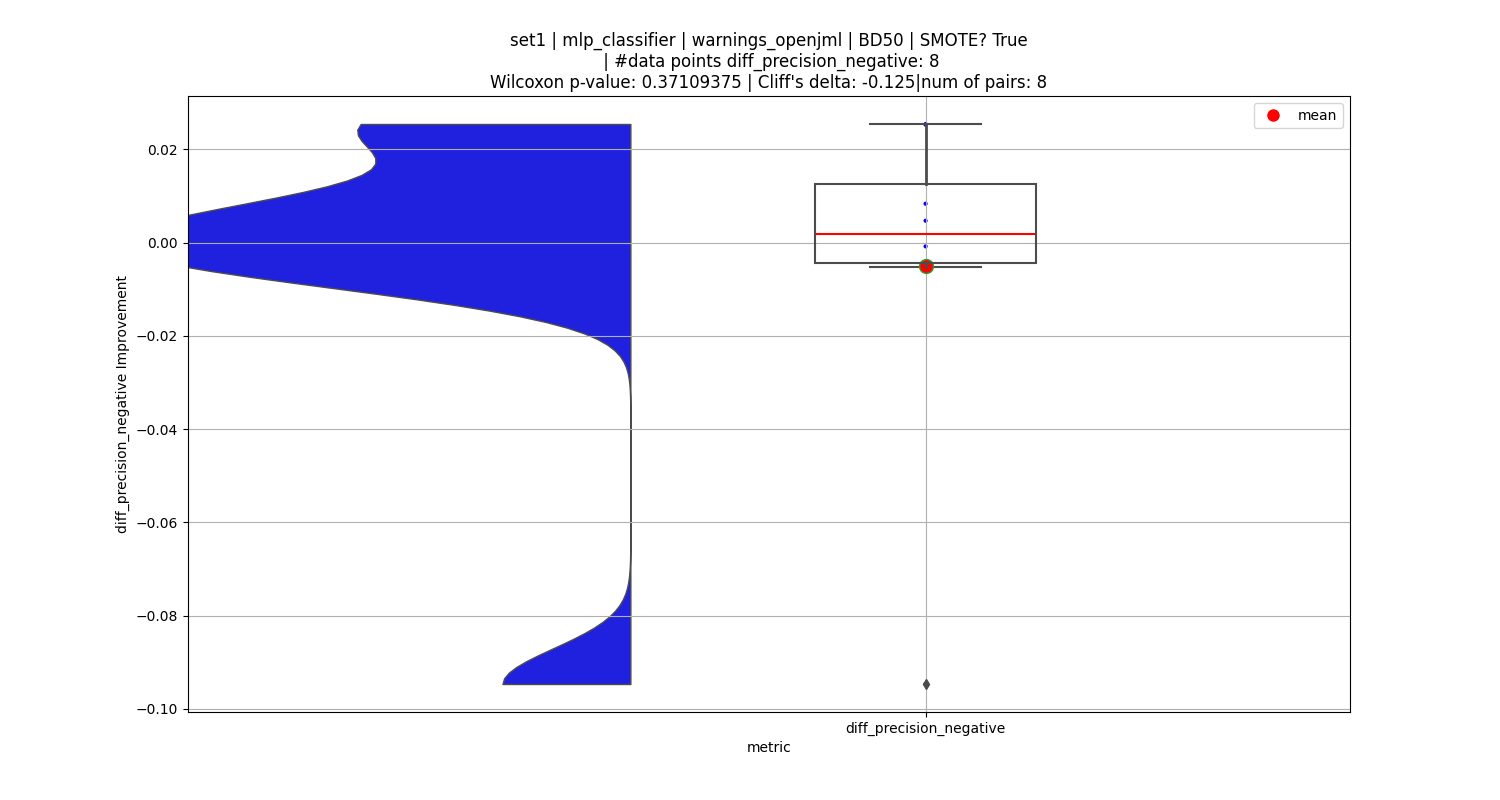 set1 | mlp_classifier | warnings_openjml | BD50 | SMOTE? True
| #data points diff_precision_negative: 8
Wilcoxon p-value: 0.37109375 | Cliff's delta: -0.125|num of pairs: 8
mean
0.02
0.00
−0.02
−0.04
−0.06
−0.08
−0.10
diff_precision_negative Improvement
diff_precision_negative
metric